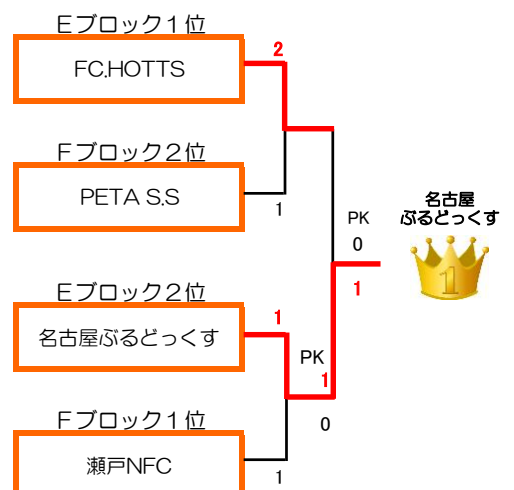 Eブロック1位
FC.HOTTS
2
Fブロック2位
PETA S.S
1
PK
0
1
名古屋
ぶるどっくす
1
Eブロック2位
名古屋ぶるどっくす
1
PK
1
0
Fブロック1位
瀬戸NFC
1